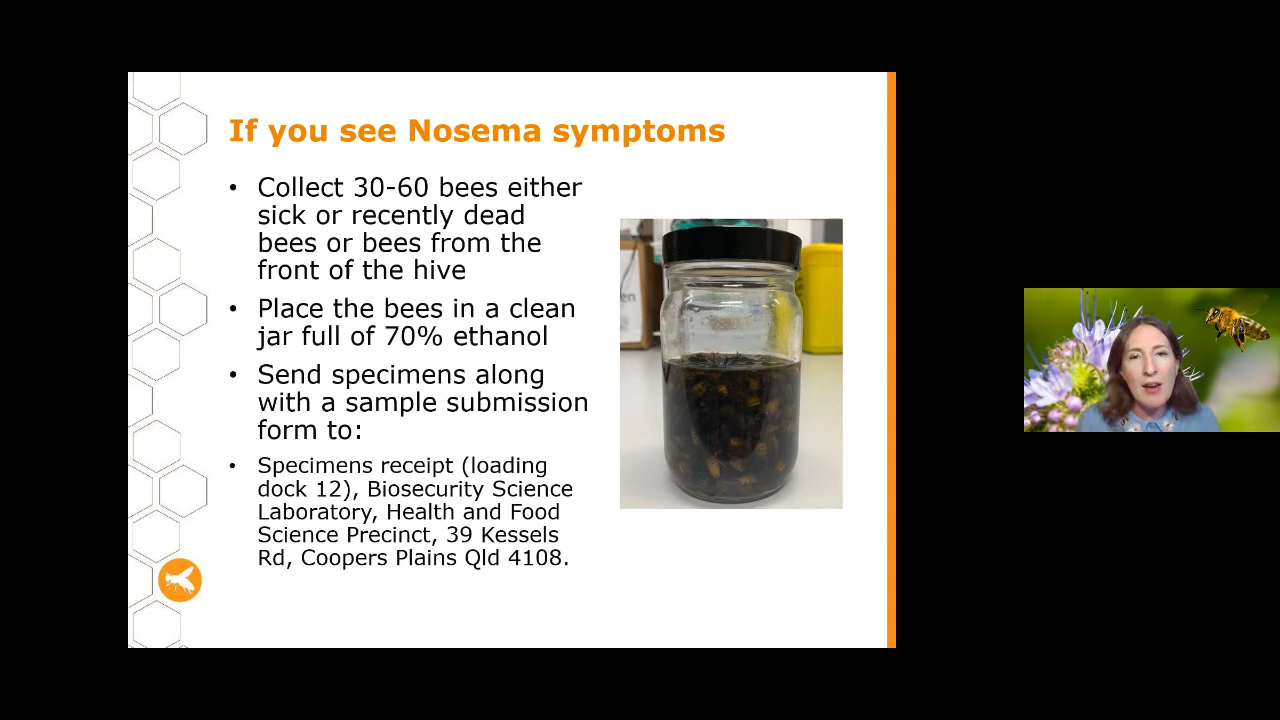 If you see Nosema symptoms
• Collect 30-60 bees either
sick or recently dead
bees or bees from the
front of the hive
• Place the bees in a clean
jar full of 70% ethanol
• Send specimens along
with a sample submission
form to:
• Specimens receipt (loading
dock 12), Biosecurity Science
Laboratory, Health and Food
Science Precinct, 39 Kessels
Rd, Coopers Plains Qld 4108.